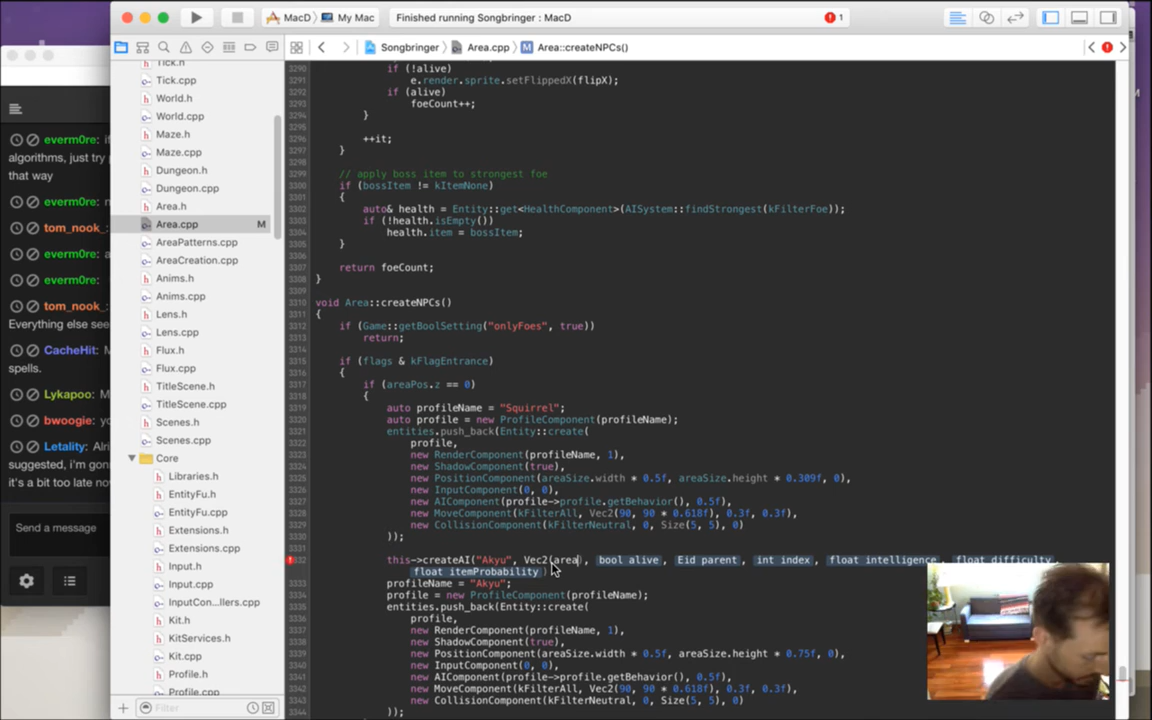 MacD
My Mac
Finished running Songbringer : MacD
1
Songbringer
Area.cpp
Area::createNPCs()
everm0re: if
algorithms, just try p
that way
everm0re:
tom_nook_:
everm0re: a
everm0re:
tom_nook_:
Everything else see
CacheHit: M
spells.
Lykapoo: M
bwoogie: yo
Letality: Alri
suggested, i'm gonn
it's a bit too late now
Send a message
Tick.h
Tick.cpp
World.h
World.cpp
Maze.h
Maze.cpp
Dungeon.h
Dungeon.cpp
Area.h
Area.cpp M
AreaPatterns.cpp
AreaCreation.cpp
Anims.h
Anims.cpp
Lens.h
Lens.cpp
Flux.h
Flux.cpp
TitleScene.h
TitleScene.cpp
Scenes.h
Scenes.cpp
Core
Libraries.h
EntityFu.h
EntityFu.cpp
Extensions.h
Extensions.cpp
Input.h
Input.cpp
InputCon...llers.cpp
Kit.h
KitServices.h
Kit.cpp
Profile.h
Profile.cpp
Filter
3290 if (!alive)
3291 e.render.sprite.setFlippedX(flipX);
3292 if (alive)
3293 foeCount++;
3294 }
3295
3296 ++it;
3297 }
3298
3299 // apply boss item to strongest foe
3300 if (bossItem != kItemNone)
3301 {
3302 auto& health = Entity::get<HealthComponent>(AISystem::findStrongest(kFilterFoe));
3303 if (!health.isEmpty())
3304 health.item = bossItem;
3305 }
3306
3307 return foeCount;
3308 }
3309
3310 void Area::createNPCs()
3311 {
3312 if (Game::getBoolSetting("onlyFoes", true))
3313 return;
3314
3315 if (flags & kFlagEntrance)
3316 {
3317 if (areaPos.z == 0)
3318 {
3319 auto profileName = "Squirrel";
3320 auto profile = new ProfileComponent(profileName);
3321 entities.push_back(Entity::create(
3322 profile,
3323 new RenderComponent(profileName, 1),
3324 new ShadowComponent(true),
3325 new PositionComponent(areaSize.width * 0.5f, areaSize.height * 0.309f, 0),
3326 new InputComponent(0, 0),
3327 new AIComponent(profile->profile.getBehavior(), 0.5f),
3328 new MoveComponent(kFilterAll, Vec2(90, 90 * 0.618f), 0.3f, 0.3f),
3329 new CollisionComponent(kFilterNeutral, 0, Size(5, 5), 0)
3330 ));
3331
332 this->createAI("Akyu", Vec2(area), bool alive, Eid parent, int index, float intelligence, float difficulty,
float itemProbability)
3333 profileName = "Akyu";
3334 profile = new ProfileComponent(profileName);
3335 entities.push_back(Entity::create(
3336 profile,
3337 new RenderComponent(profileName, 1),
3338 new ShadowComponent(true),
3339 new PositionComponent(areaSize.width * 0.5f, areaSize.height * 0.75f, 0),
3340 new InputComponent(0, 0),
3341 new AIComponent(profile->profile.getBehavior(), 0.5f),
3342 new MoveComponent(kFilterAll, Vec2(90, 90 * 0.618f), 0.3f, 0.3f),
3343 new CollisionComponent(kFilterNeutral, 0, Size(5, 5), 0)
3344 ));